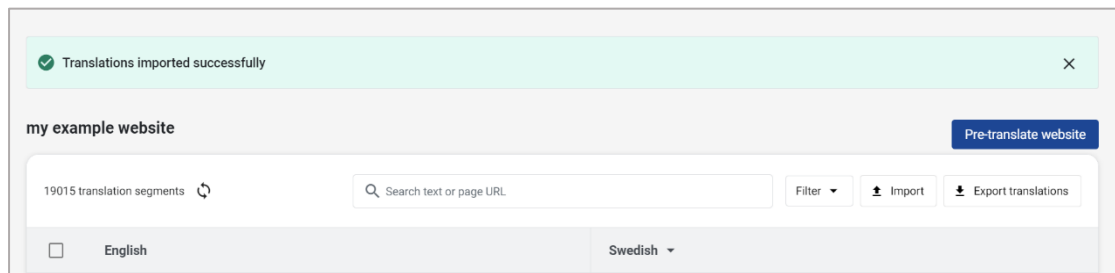 Translations imported successfully
my example website
Pre-translate website
19015 translation segments
Search text or page URL
Filter
Import
Export translations
English
Swedish